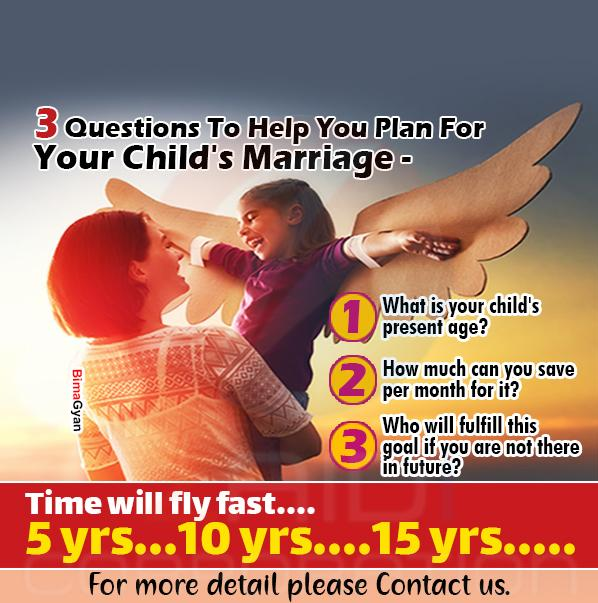 3 Questions To Help You Plan For
Your Child's Marriage -
1 What is your child's
present age?
2 How much can you save
per month for it?
3 Who will fulfill this
goal if you are not there
in future?
BimaGyan
Time will fly fast....
5 yrs...10 yrs....15 yrs.....
For more detail please Contact us.